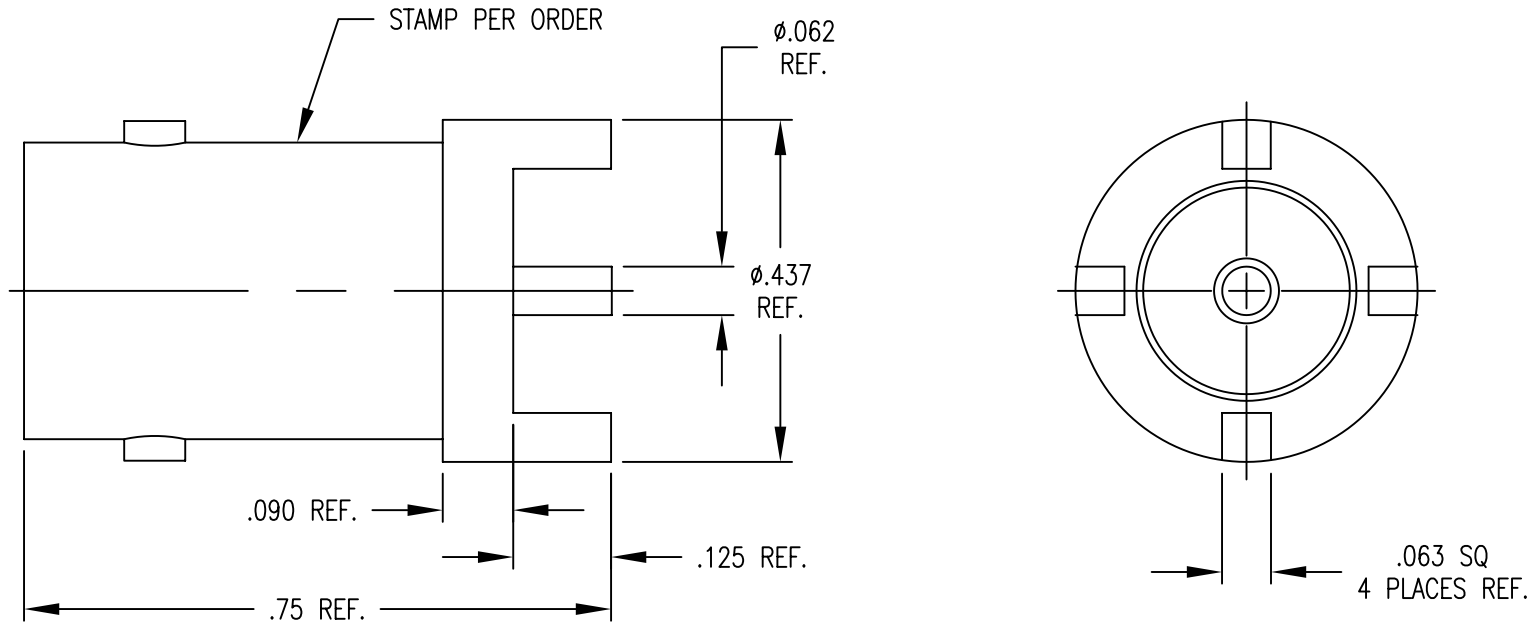 STAMP PER ORDER
ø.062
REF.
ø.437
REF.
.090 REF.
.125 REF.
.75 REF.
.063 SQ
4 PLACES REF.